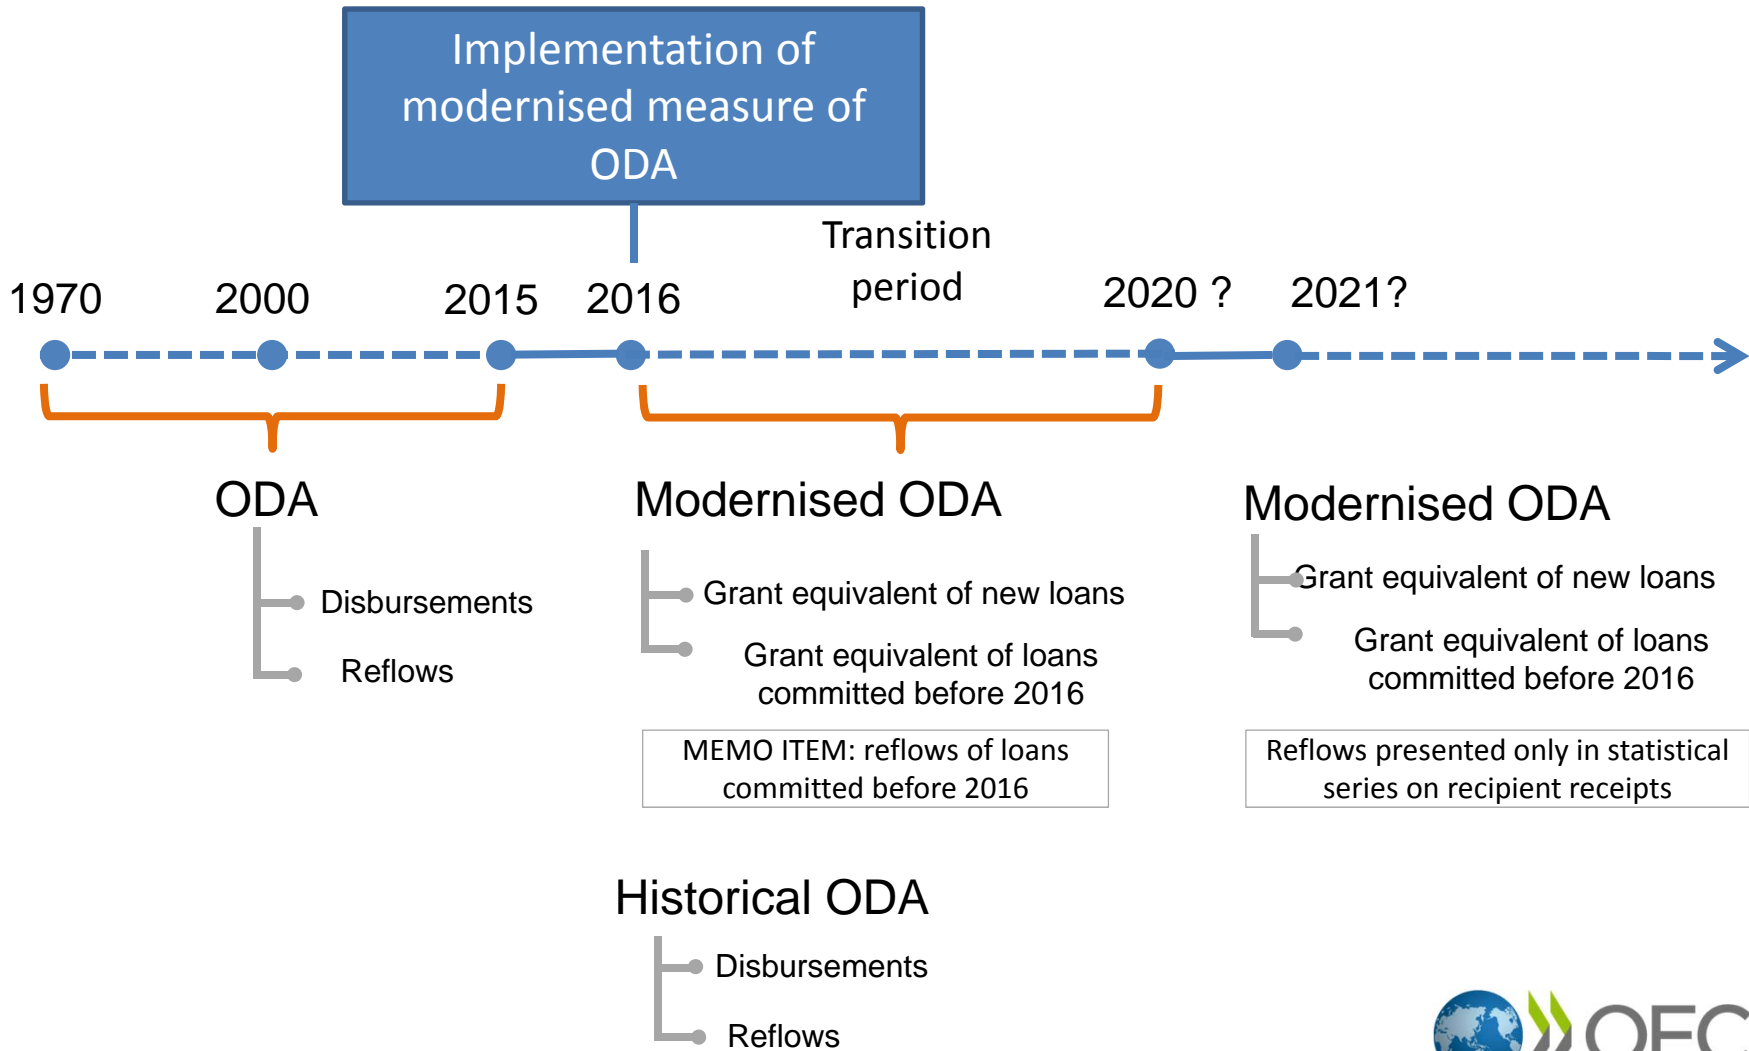 Implementation of
modernised measure of
ODA
Transition
period
1970
2000
2015
2016
2020 ?
2021?
ODA
Disbursements
Reflows
Modernised ODA
Grant equivalent of new loans
Grant equivalent of loans
committed before 2016
MEMO ITEM: reflows of loans
committed before 2016
Modernised ODA
Grant equivalent of new loans
Grant equivalent of loans
committed before 2016
Reflows presented only in statistical
series on recipient receipts
Historical ODA
Disbursements
Reflows